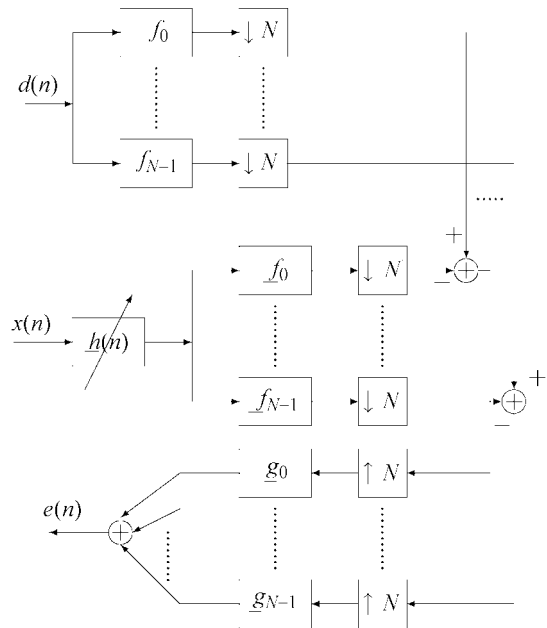 f0 ↓ N
d(n)
fN−1 ↓ N
+
f0 ↓ N −
x(n) h(n)
+
fN−1 ↓ N
−
g0 ↑ N
e(n)
gN−1 ↑ N